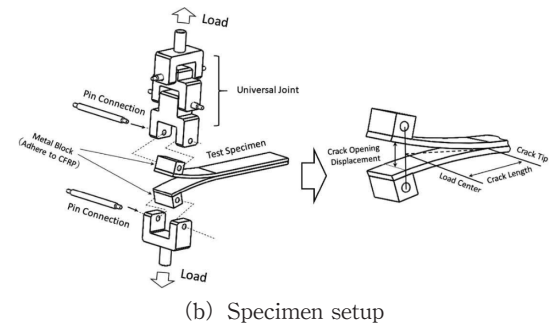 Load
Universal Joint
Pin Connection
Metal Block
(Adhere to CFRP)
Test Specimen
Pin Connection
Load
Crack Opening
Displacement
Crack Tip
Crack Length
Load Center
(b) Specimen setup